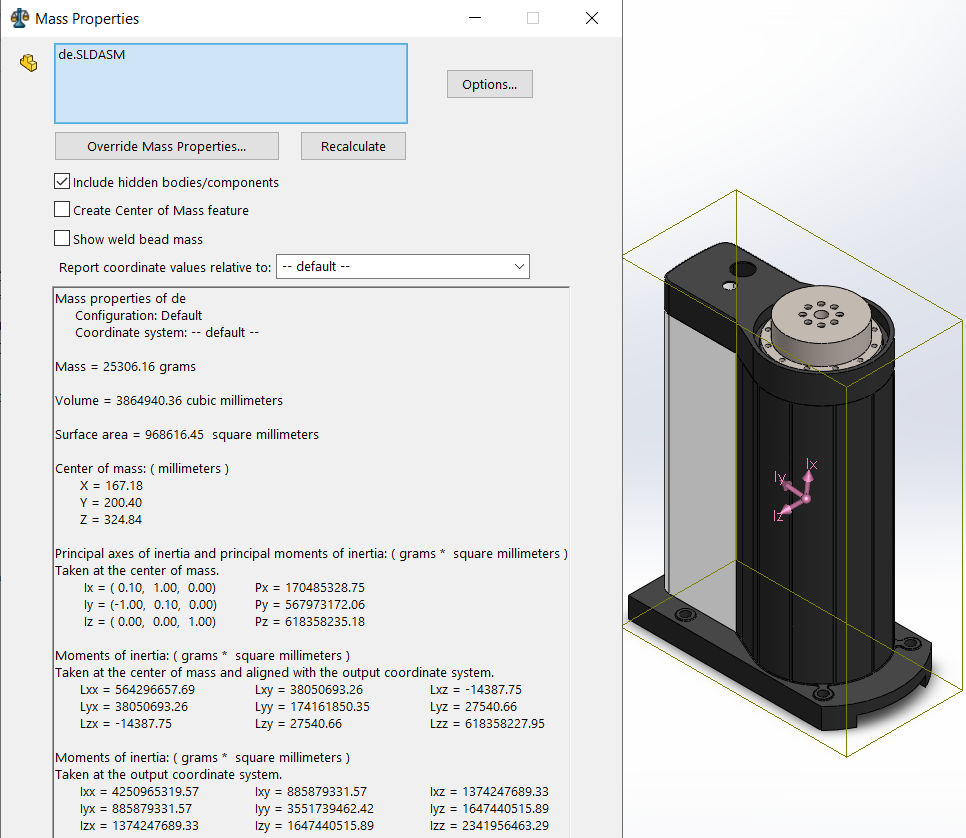 Mass Properties
de.SLDASM
Options...
Override Mass Properties...
Recalculate
Include hidden bodies/components
Create Center of Mass feature
Show weld bead mass
Report coordinate values relative to: -- default --
Mass properties of de
Configuration: Default
Coordinate system: -- default --
Mass = 25306.16 grams
Volume = 3864940.36 cubic millimeters
Surface area = 968616.45 square millimeters
Center of mass: ( millimeters )
X = 167.18
Y = 200.40
Z = 324.84
Principal axes of inertia and principal moments of inertia: ( grams * square millimeters )
Taken at the center of mass.
Ix = ( 0.10, 1.00, 0.00) Px = 170485328.75
Iy = (-1.00, 0.10, 0.00) Py = 567973172.06
Iz = ( 0.00, 0.00, 1.00) Pz = 618358235.18
Moments of inertia: ( grams * square millimeters )
Taken at the center of mass and aligned with the output coordinate system.
Lxx = 564296657.69 Lxy = 38050693.26 Lxz = -14387.75
Lyx = 38050693.26 Lyy = 174161850.35 Lyz = 27540.66
Lzx = -14387.75 Lzy = 27540.66 Lzz = 618358227.95
Moments of inertia: ( grams * square millimeters )
Taken at the output coordinate system.
Ixx = 4250965319.57 Ixy = 885879331.57 Ixz = 1374247689.33
Iyx = 885879331.57 Iyy = 3551739462.42 Iyz = 1647440515.89
Izx = 1374247689.33 Izy = 1647440515.89 Izz = 2341956463.29
Ix
Iy
Iz